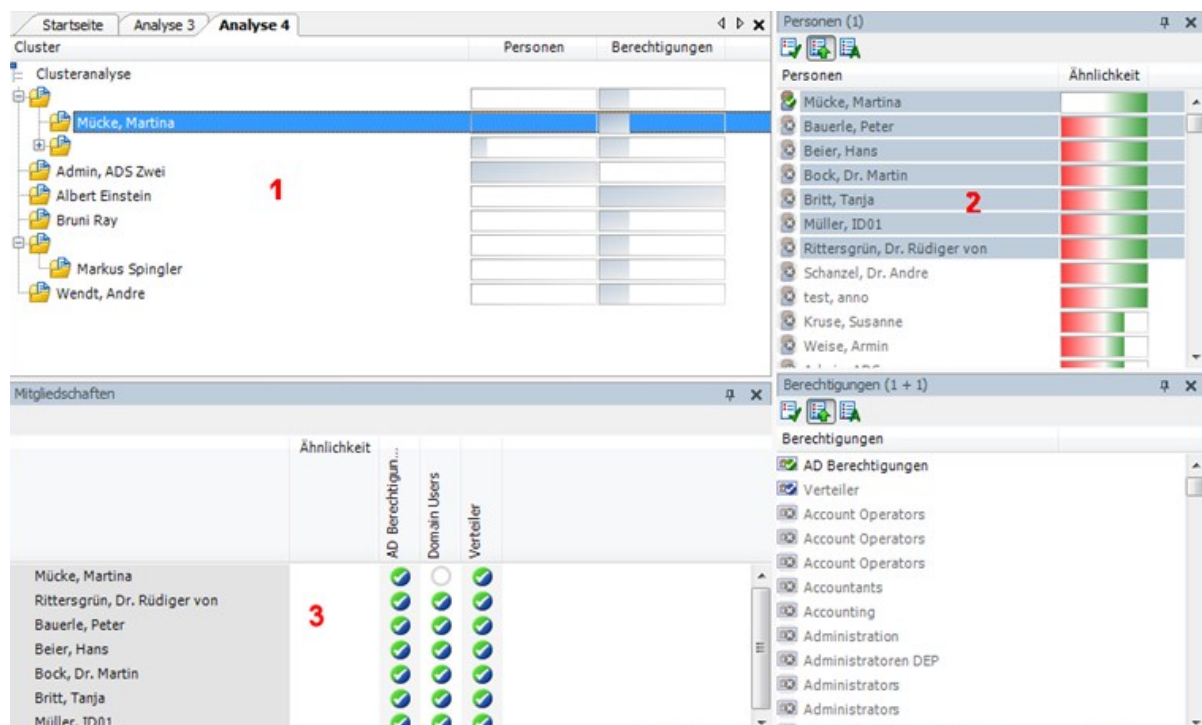 Startseite Analyse 3 Analyse 4
Cluster Personen Berechtigungen
Clusteranalyse
Mücke, Martina
Admin, ADS Zwei
Albert Einstein
Bruni Ray
Markus Spingler
Wendt, Andre
1
Personen (1)
Personen Ähnlichkeit
Mücke, Martina
Bauerle, Peter
Beier, Hans
Bock, Dr. Martin
Britt, Tanja
Müller, ID01
Rittersgrün, Dr. Rüdiger von
Schanzel, Dr. Andre
test, anno
Kruse, Susanne
Weise, Armin
2
Mitgliedschaften
Ähnlichkeit
AD Berechtigun...
Domain Users
Verteiler
Mücke, Martina
Rittersgrün, Dr. Rüdiger von
Bauerle, Peter
Beier, Hans
Bock, Dr. Martin
Britt, Tanja
Müller, ID01
3
Berechtigungen (1 + 1)
Berechtigungen
AD Berechtigungen
Verteiler
Account Operators
Account Operators
Account Operators
Accountants
Accounting
Administration
Administratoren DEP
Administrators
Administrators